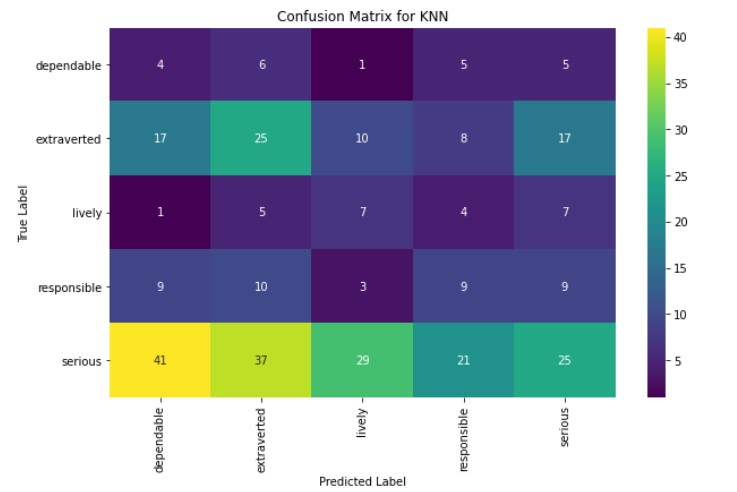 Confusion Matrix for KNN
dependable 4 6 1 5 5
extraverted 17 25 10 8 17
lively 1 5 7 4 7
responsible 9 10 3 9 9
serious 41 37 29 21 25
True Label
dependable extraverted lively responsible serious
Predicted Label
40
35
30
25
20
15
10
5